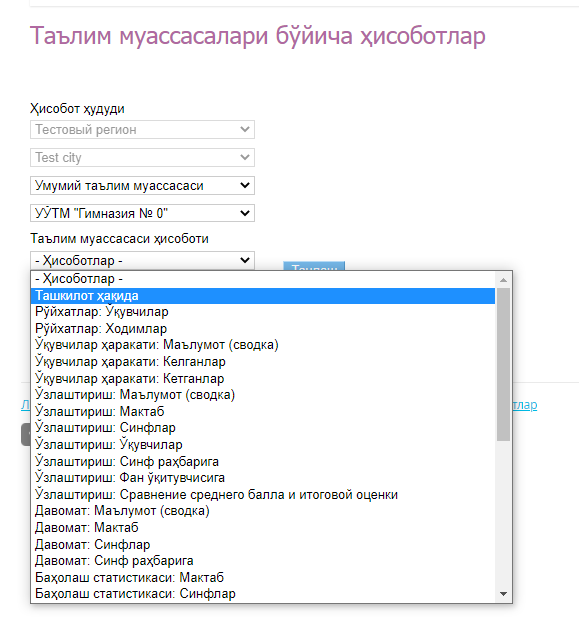 Таълим муассасалари бўйича ҳисоботлар
Ҳисобот ҳудуди
Тестовый регион
Test city
Умумий таълим муассасаси
УЎТМ "Гимназия № 0"
Таълим муассасаси ҳисоботи
- Ҳисоботлар -
Танлаш
- Ҳисоботлар -
Ташкилот ҳақида
Рўйхатлар: Ўқувчилар
Рўйхатлар: Ходимлар
Ўқувчилар ҳаракати: Маълумот (сводка)
Ўқувчилар ҳаракати: Келганлар
Ўқувчилар ҳаракати: Кетганлар
Ўзлаштириш: Маълумот (сводка)
Ўзлаштириш: Мактаб
Ўзлаштириш: Синфлар
Ўзлаштириш: Ўқувчилар
Ўзлаштириш: Синф раҳбарига
Ўзлаштириш: Фан ўқитувчисига
Ўзлаштириш: Сравнение среднего балла и итоговой оценки
Давомат: Маълумот (сводка)
Давомат: Мактаб
Давомат: Синфлар
Давомат: Синф раҳбарига
Баҳолаш статистикаси: Мактаб
Баҳолаш статистикаси: Синфлар